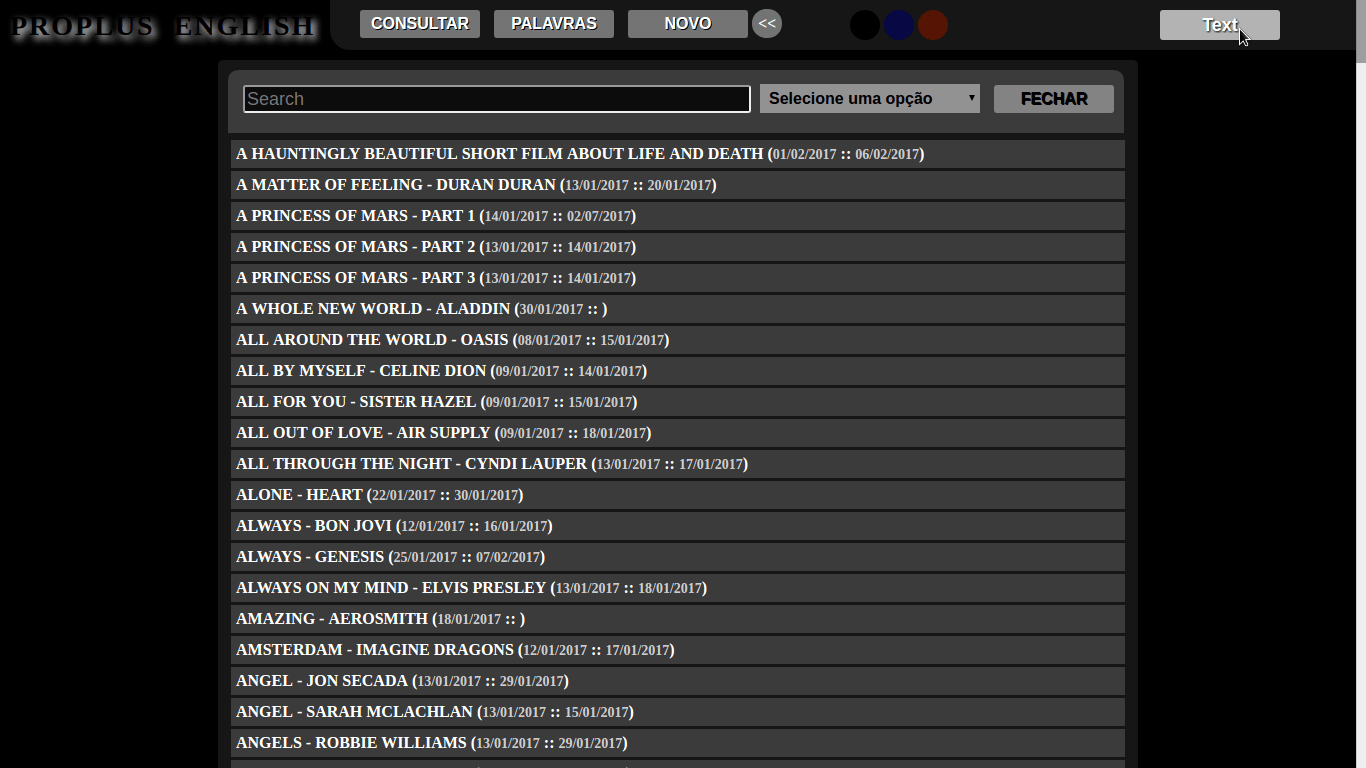 PROPLUS ENGLISH CONSULTAR PALAVRAS NOVO << Text
Search Selecione uma opção FECHAR
A HAUNTINGLY BEAUTIFUL SHORT FILM ABOUT LIFE AND DEATH (01/02/2017 :: 06/02/2017)
A MATTER OF FEELING - DURAN DURAN (13/01/2017 :: 20/01/2017)
A PRINCESS OF MARS - PART 1 (14/01/2017 :: 02/07/2017)
A PRINCESS OF MARS - PART 2 (13/01/2017 :: 14/01/2017)
A PRINCESS OF MARS - PART 3 (13/01/2017 :: 14/01/2017)
A WHOLE NEW WORLD - ALADDIN (30/01/2017 :: )
ALL AROUND THE WORLD - OASIS (08/01/2017 :: 15/01/2017)
ALL BY MYSELF - CELINE DION (09/01/2017 :: 14/01/2017)
ALL FOR YOU - SISTER HAZEL (09/01/2017 :: 15/01/2017)
ALL OUT OF LOVE - AIR SUPPLY (09/01/2017 :: 18/01/2017)
ALL THROUGH THE NIGHT - CYNDI LAUPER (13/01/2017 :: 17/01/2017)
ALONE - HEART (22/01/2017 :: 30/01/2017)
ALWAYS - BON JOVI (12/01/2017 :: 16/01/2017)
ALWAYS - GENESIS (25/01/2017 :: 07/02/2017)
ALWAYS ON MY MIND - ELVIS PRESLEY (13/01/2017 :: 18/01/2017)
AMAZING - AEROSMITH (18/01/2017 :: )
AMSTERDAM - IMAGINE DRAGONS (12/01/2017 :: 17/01/2017)
ANGEL - JON SECADA (13/01/2017 :: 29/01/2017)
ANGEL - SARAH MCLACHLAN (13/01/2017 :: 15/01/2017)
ANGELS - ROBBIE WILLIAMS (13/01/2017 :: 29/01/2017)